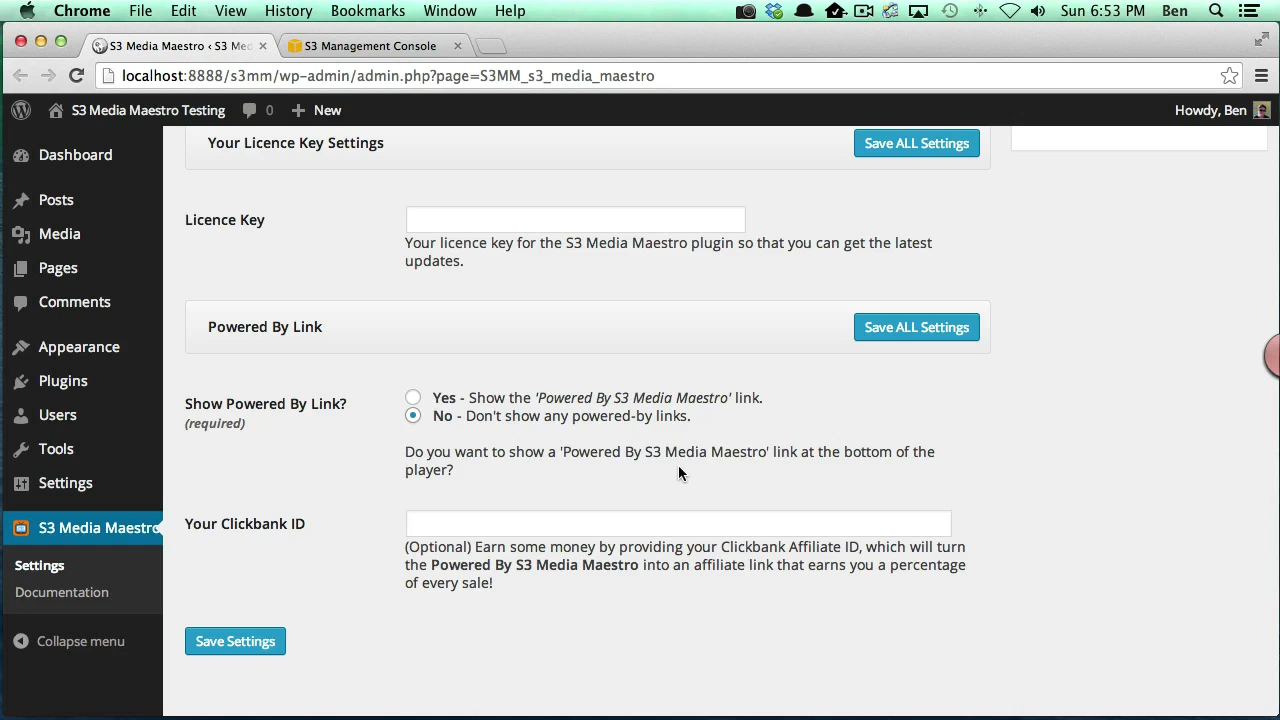 Chrome File Edit View History Bookmarks Window Help Sun 6:53 PM Ben
S3 Media Maestro ‹ S3 Med
S3 Management Console
localhost:8888/s3mm/wp-admin/admin.php?page=S3MM_s3_media_maestro
S3 Media Maestro Testing 0 New Howdy, Ben
Dashboard
Posts
Media
Pages
Comments
Appearance
Plugins
Users
Tools
Settings
S3 Media Maestro
Settings
Documentation
Collapse menu
Your Licence Key Settings Save ALL Settings
Licence Key
Your licence key for the S3 Media Maestro plugin so that you can get the latest
updates.
Powered By Link Save ALL Settings
Show Powered By Link?
(required)
Yes - Show the 'Powered By S3 Media Maestro' link.
No - Don't show any powered-by links.
Do you want to show a 'Powered By S3 Media Maestro' link at the bottom of the
player?
Your Clickbank ID
(Optional) Earn some money by providing your Clickbank Affiliate ID, which will turn
the Powered By S3 Media Maestro into an affiliate link that earns you a percentage
of every sale!
Save Settings